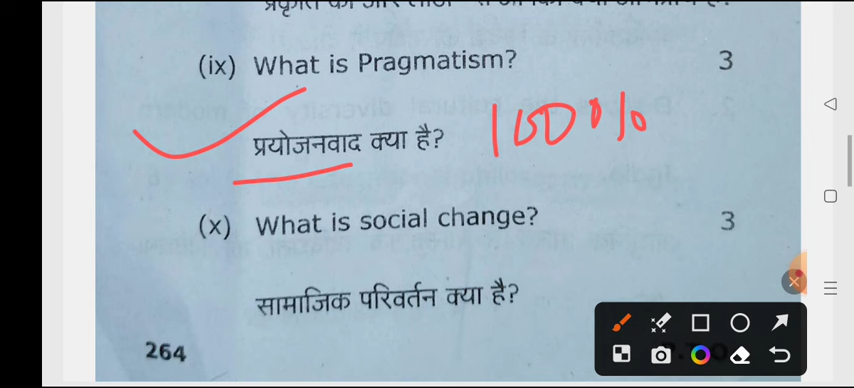 (ix) What is Pragmatism? 3
प्रयोजनवाद क्या है? 100%
(x) What is social change? 3
सामाजिक परिवर्तन क्या है?
264